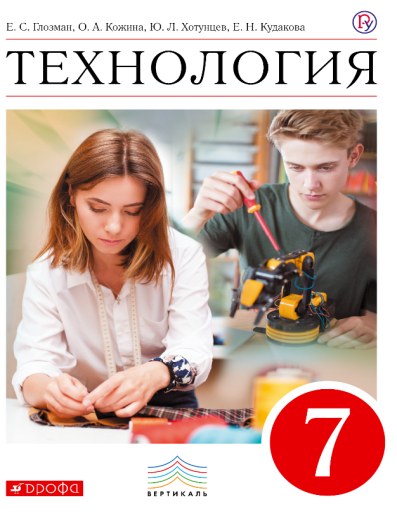 Е. С. Глозман, О. А. Кожина, Ю. Л. Хотунцев, Е. Н. Кудакова
ТЕХНОЛОГИЯ
7
дрофа
ВЕРТИКАЛЬ